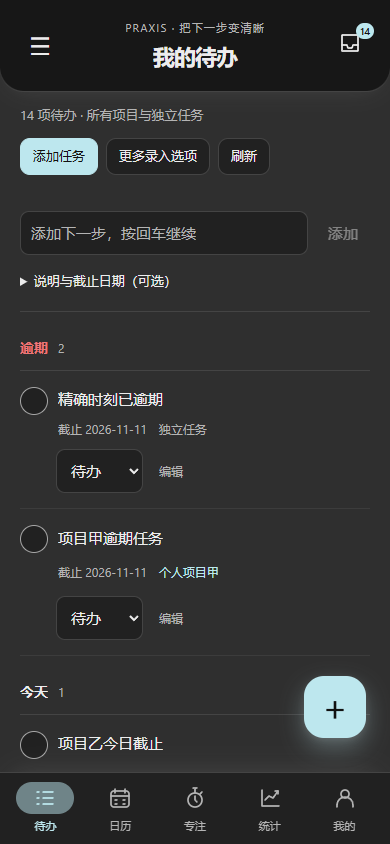 PRAXIS · 把下一步变清晰
我的待办
14
14 项待办 · 所有项目与独立任务
添加任务 更多录入选项 刷新
添加下一步，按回车继续 添加
说明与截止日期（可选）
逾期 2
精确时刻已逾期
截止 2026-11-11 独立任务
待办 编辑
项目甲逾期任务
截止 2026-11-11 个人项目甲
待办 编辑
今天 1
项目乙今日截止
待办 日历 专注 统计 我的